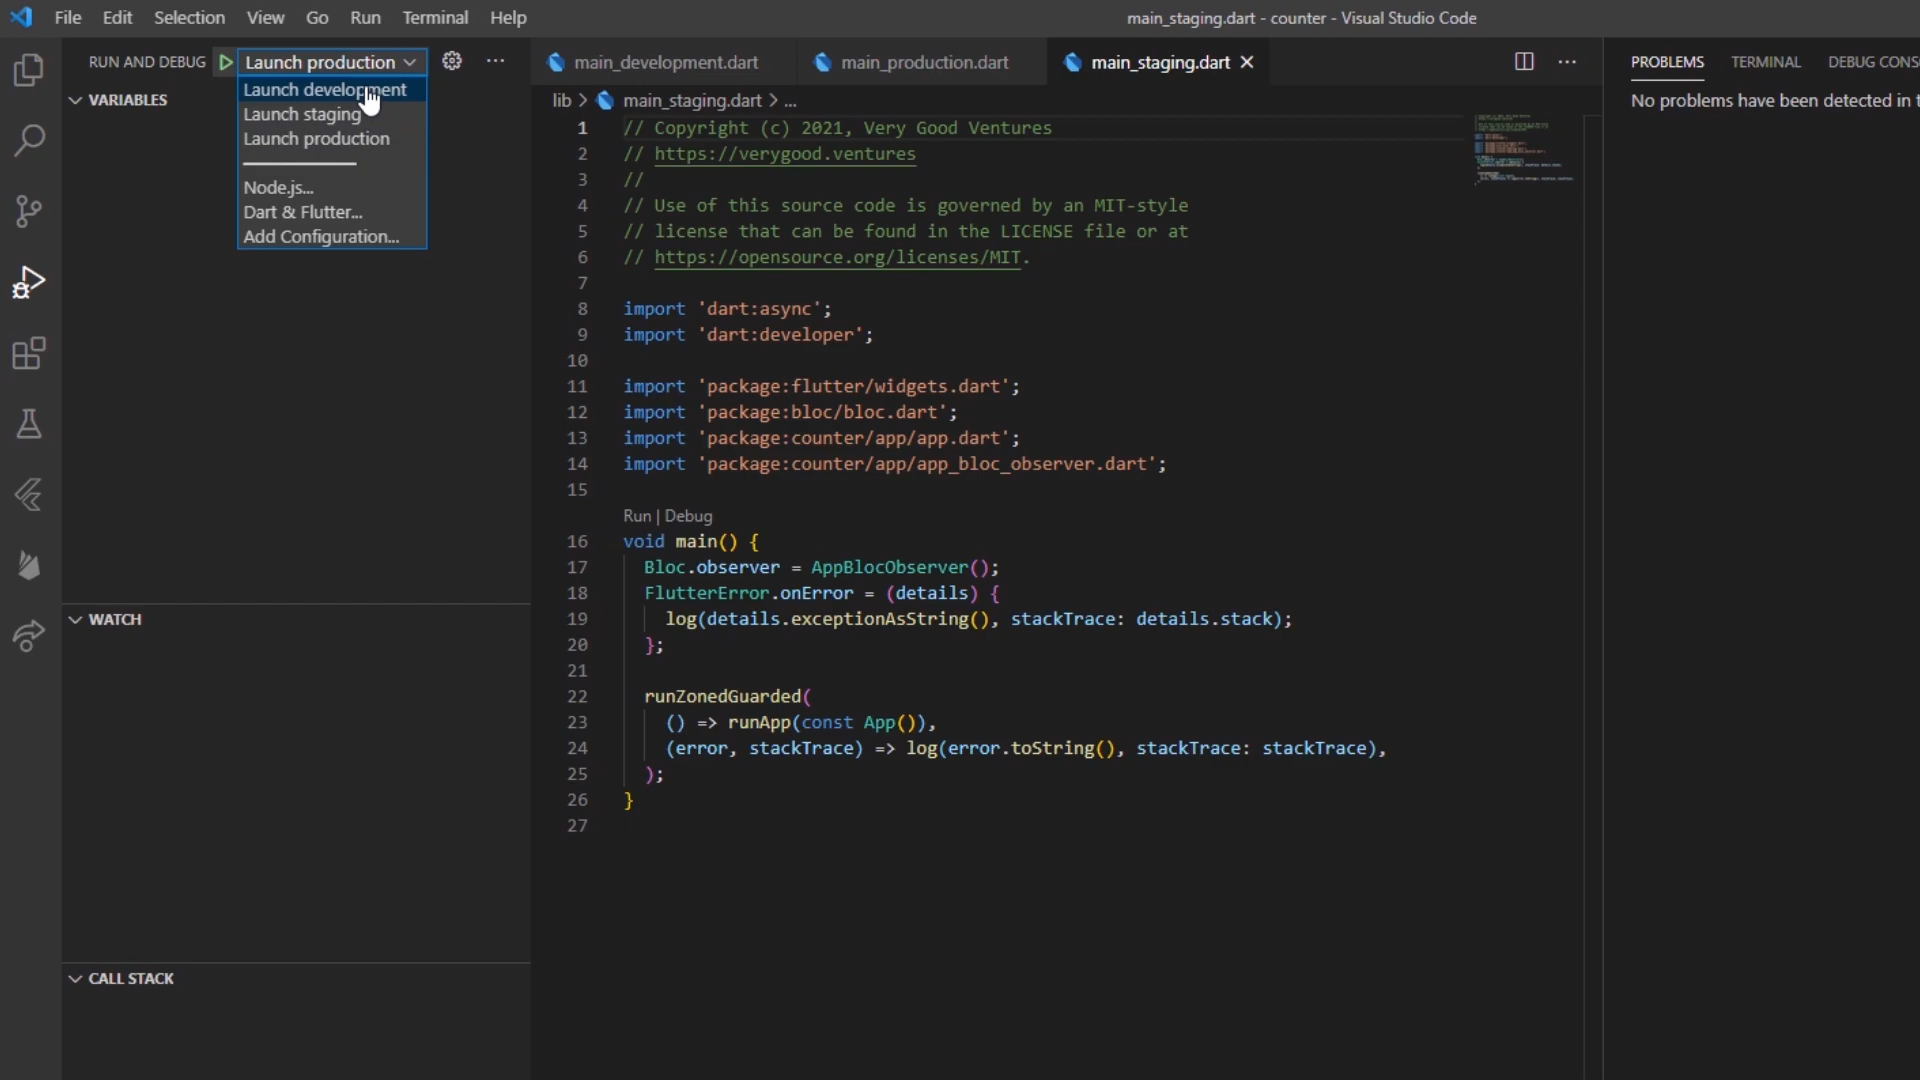 File Edit Selection View Go Run Terminal Help
main_staging.dart - counter - Visual Studio Code
RUN AND DEBUG Launch production
Launch development
Launch staging
Launch production
Node.js...
Dart & Flutter...
Add Configuration...
VARIABLES
WATCH
CALL STACK
main_development.dart main_production.dart main_staging.dart
lib > main_staging.dart > ...
1 // Copyright (c) 2021, Very Good Ventures
2 // https://verygood.ventures
3 //
4 // Use of this source code is governed by an MIT-style
5 // license that can be found in the LICENSE file or at
6 // https://opensource.org/licenses/MIT.
7
8 import 'dart:async';
9 import 'dart:developer';
10
11 import 'package:flutter/widgets.dart';
12 import 'package:bloc/bloc.dart';
13 import 'package:counter/app/app.dart';
14 import 'package:counter/app/app_bloc_observer.dart';
15
Run | Debug
16 void main() {
17 Bloc.observer = AppBlocObserver();
18 FlutterError.onError = (details) {
19 log(details.exceptionAsString(), stackTrace: details.stack);
20 };
21
22 runZonedGuarded(
23 () => runApp(const App()),
24 (error, stackTrace) => log(error.toString(), stackTrace: stackTrace),
25 );
26 }
27
PROBLEMS TERMINAL DEBUG CONS
No problems have been detected in t